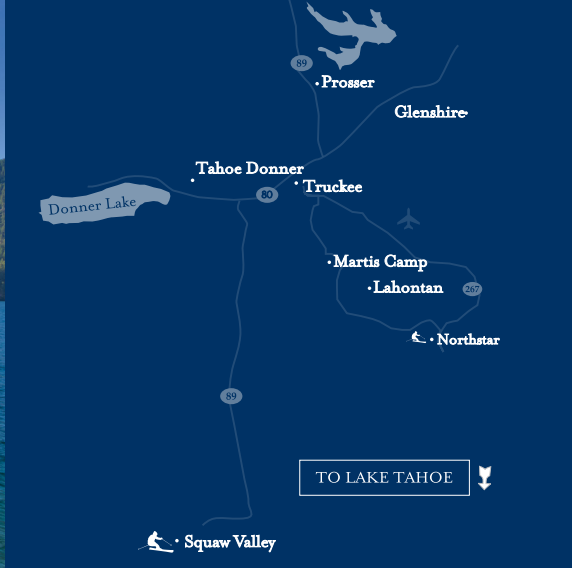 89
Prosser
Glenshire
Tahoe Donner
Truckee
80
Donner Lake
Martis Camp
Lahontan
267
Northstar
89
TO LAKE TAHOE
Squaw Valley